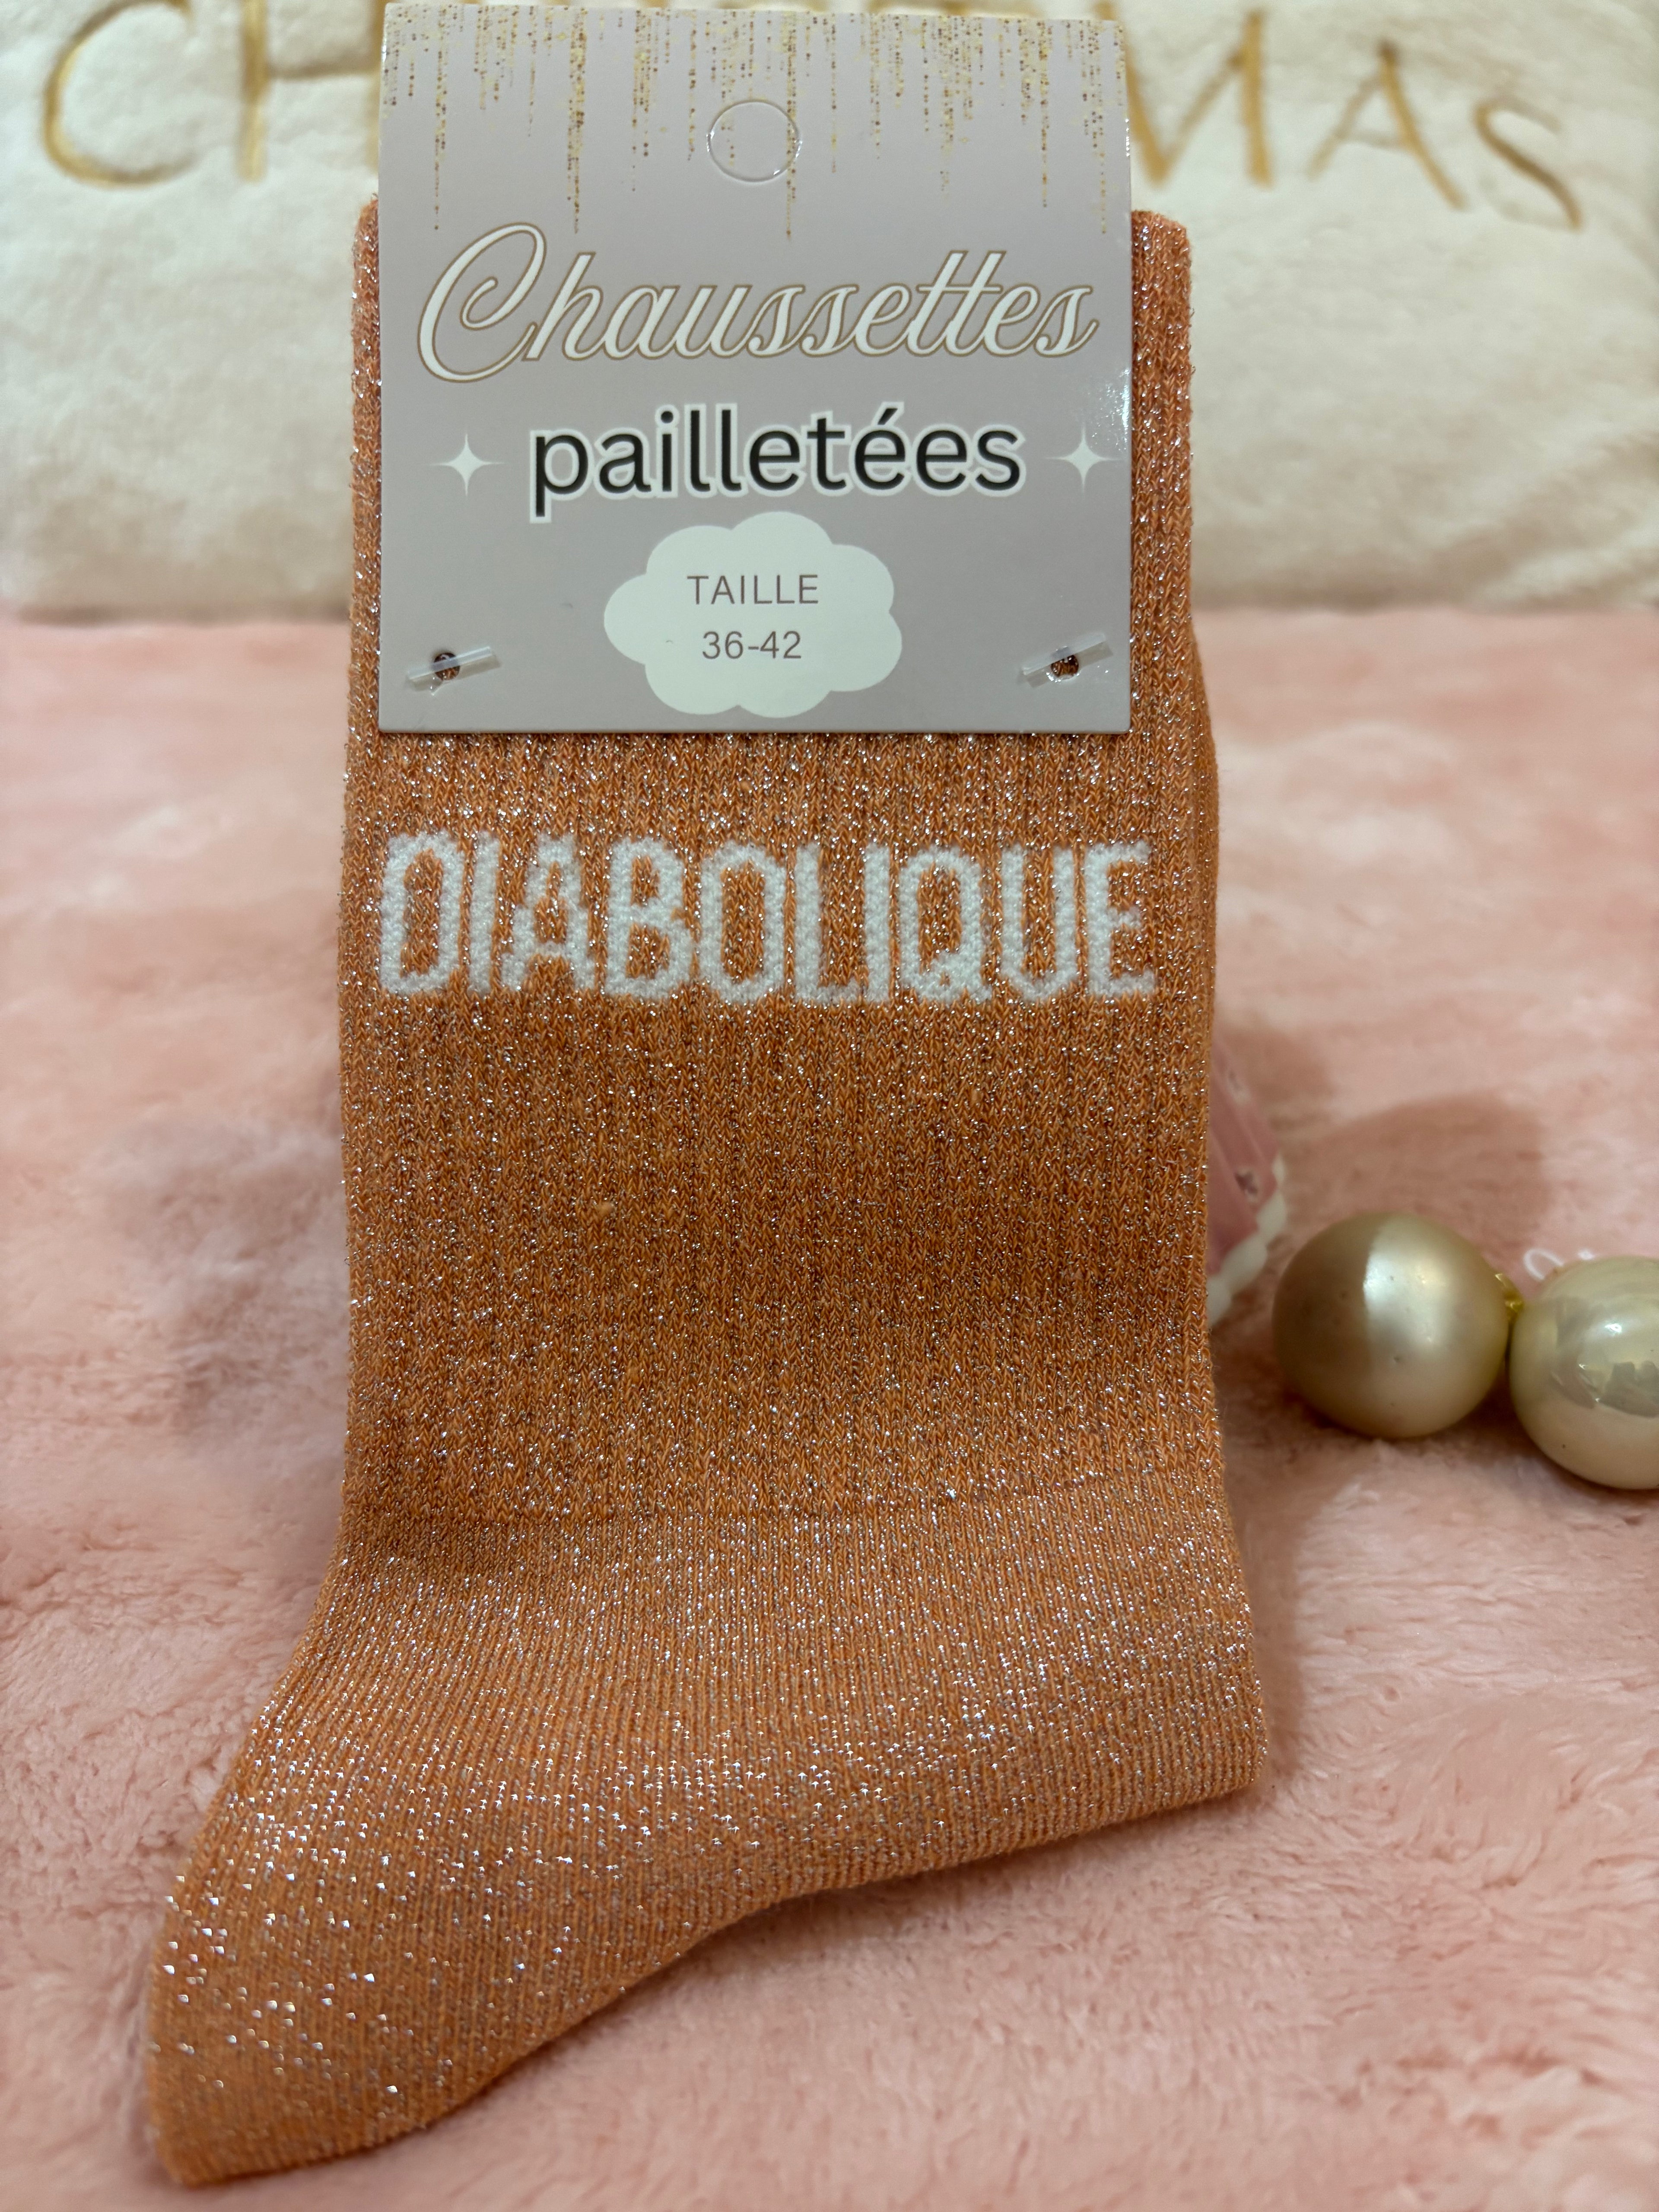 Chaussettes
pailletées
TAILLE
36-42
DIABOLIQUE